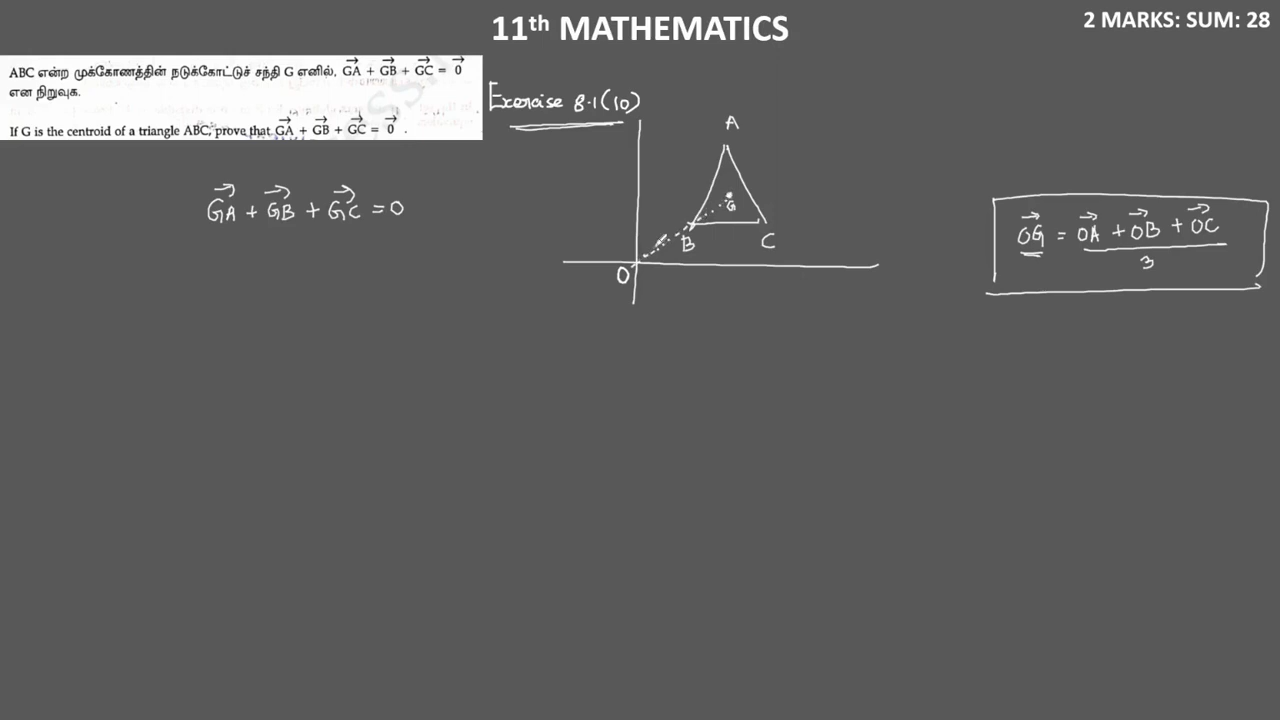 11th MATHEMATICS
2 MARKS: SUM: 28
ABC என்ற முக்கோணத்தின் நடுக்கோட்டுச் சந்தி G எனில், GA⃗ + GB⃗ + GC⃗ = 0⃗
என நிறுவுக.
If G is the centroid of a triangle ABC, prove that GA⃗ + GB⃗ + GC⃗ = 0⃗ .
Exercise 8.1(10)
GA⃗ + GB⃗ + GC⃗ = 0
A
G
B
C
O
OG⃗ = OA⃗ + OB⃗ + OC⃗
3